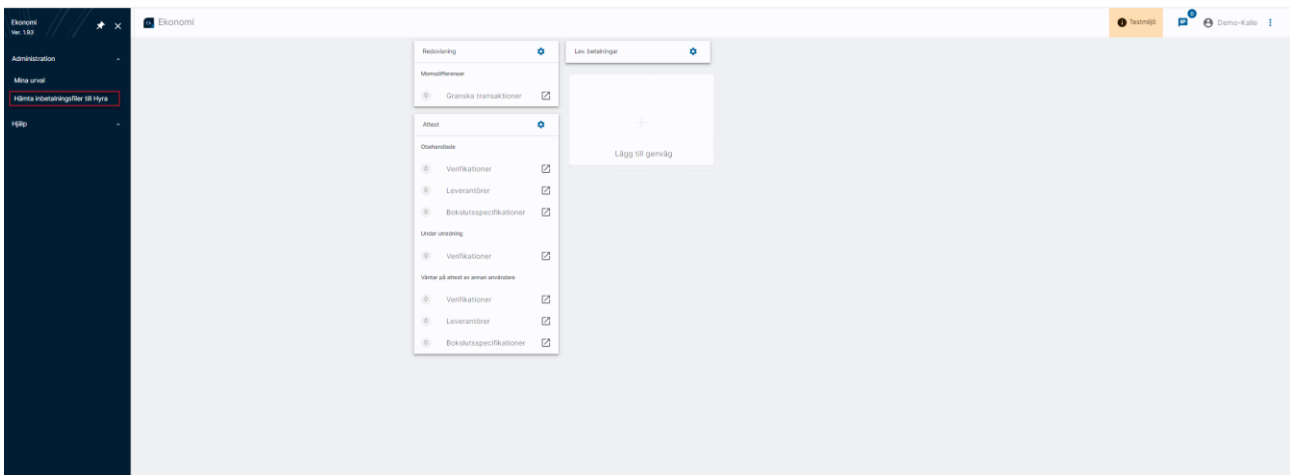 Ekonomi
Ver. 1.93
Administration
Mina urval
Hämta inbetalningsfiler till Hyra
Hjälp
Ekonomi
Testmiljö
0
Demo-Kalle
Redovisning
Momsdifferenser
0 Granska transaktioner
Attest
Obehandlade
0 Verifikationer
0 Leverantörer
0 Bokslutsspecifikationer
Under utredning
0 Verifikationer
Väntar på attest av annan användare
0 Verifikationer
0 Leverantörer
0 Bokslutsspecifikationer
Lev. betalningar
Lägg till genväg